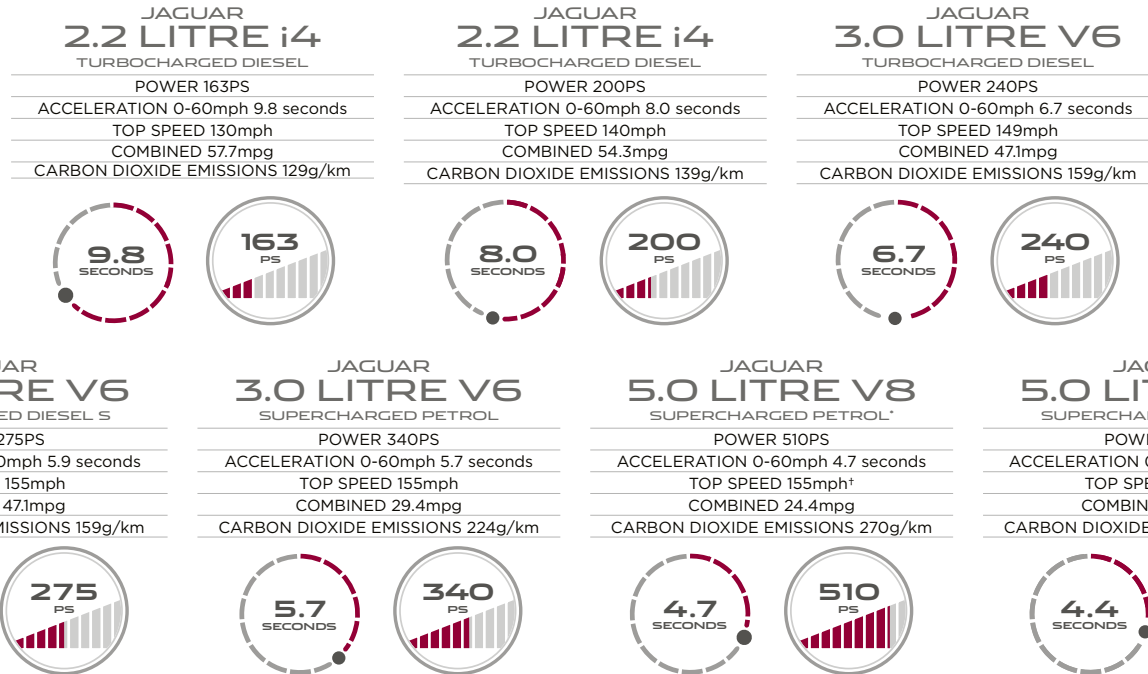 JAGUAR
2.2 LITRE i4
TURBOCHARGED DIESEL
POWER 163PS
ACCELERATION 0-60mph 9.8 seconds
TOP SPEED 130mph
COMBINED 57.7mpg
CARBON DIOXIDE EMISSIONS 129g/km
9.8
SECONDS
163
PS
JAGUAR
2.2 LITRE i4
TURBOCHARGED DIESEL
POWER 200PS
ACCELERATION 0-60mph 8.0 seconds
TOP SPEED 140mph
COMBINED 54.3mpg
CARBON DIOXIDE EMISSIONS 139g/km
8.0
SECONDS
200
PS
JAGUAR
3.0 LITRE V6
TURBOCHARGED DIESEL
POWER 240PS
ACCELERATION 0-60mph 6.7 seconds
TOP SPEED 149mph
COMBINED 47.1mpg
CARBON DIOXIDE EMISSIONS 159g/km
6.7
SECONDS
240
PS
UAR
RE V6
ED DIESEL S
275PS
0mph 5.9 seconds
155mph
47.1mpg
MISSIONS 159g/km
275
PS
JAGUAR
3.0 LITRE V6
SUPERCHARGED PETROL
POWER 340PS
ACCELERATION 0-60mph 5.7 seconds
TOP SPEED 155mph
COMBINED 29.4mpg
CARBON DIOXIDE EMISSIONS 224g/km
5.7
SECONDS
340
PS
JAGUAR
5.0 LITRE V8
SUPERCHARGED PETROL*
POWER 510PS
ACCELERATION 0-60mph 4.7 seconds
TOP SPEED 155mph†
COMBINED 24.4mpg
CARBON DIOXIDE EMISSIONS 270g/km
4.7
SECONDS
510
PS
JAG
5.0 LIT
SUPERCHA
POWE
ACCELERATION 0
TOP SPE
COMBIN
CARBON DIOXIDE
4.4
SECONDS